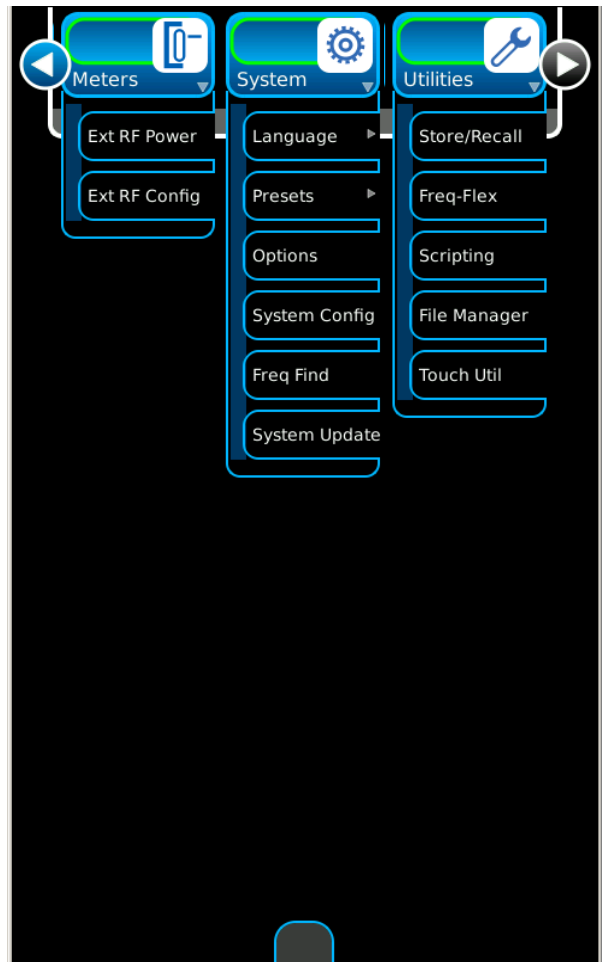 Meters
Ext RF Power
Ext RF Config
System
Language
Presets
Options
System Config
Freq Find
System Update
Utilities
Store/Recall
Freq-Flex
Scripting
File Manager
Touch Util